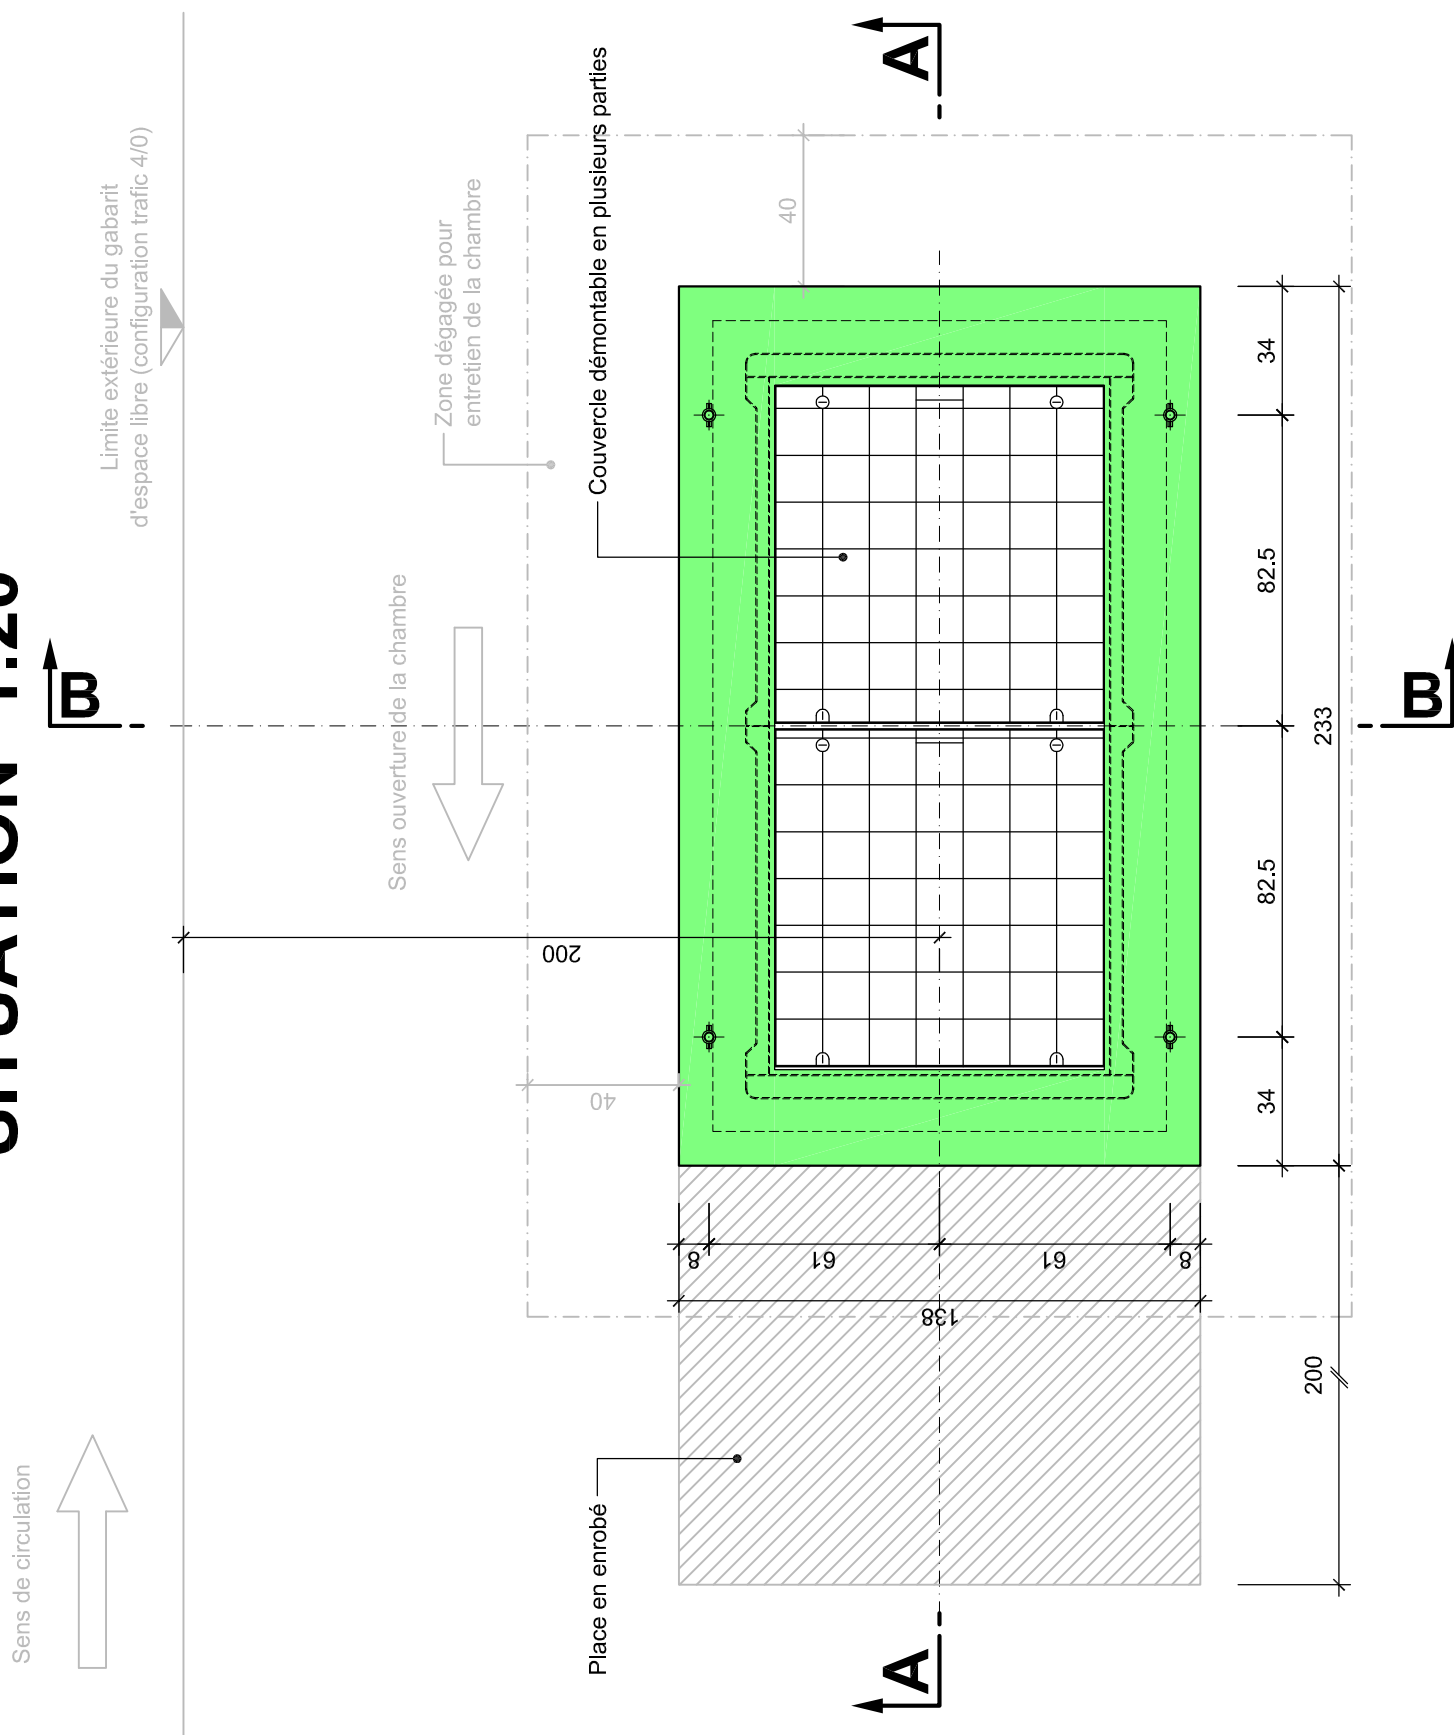 SITUATION 1:20
Sens de circulation
Limite extérieure du gabarit
d'espace libre (configuration trafic 4/0)
Zone dégagée pour
entretien de la chambre
Sens ouverture de la chambre
Couvercle démontable en plusieurs parties
Place en enrobé
A
A
B
B
40
40
200
34
82.5
82.5
34
233
200
8
61
61
8
138